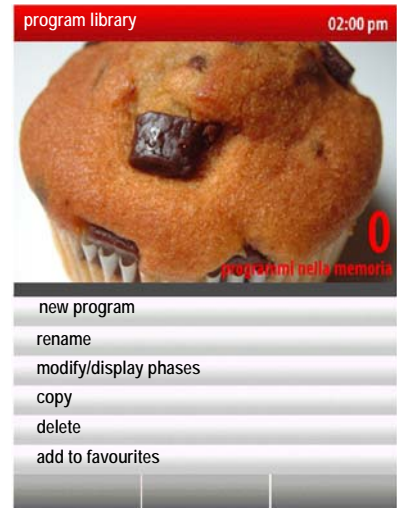 program library
02:00 pm
0
programmi nella memoria
new program
rename
modify/display phases
copy
delete
add to favourites